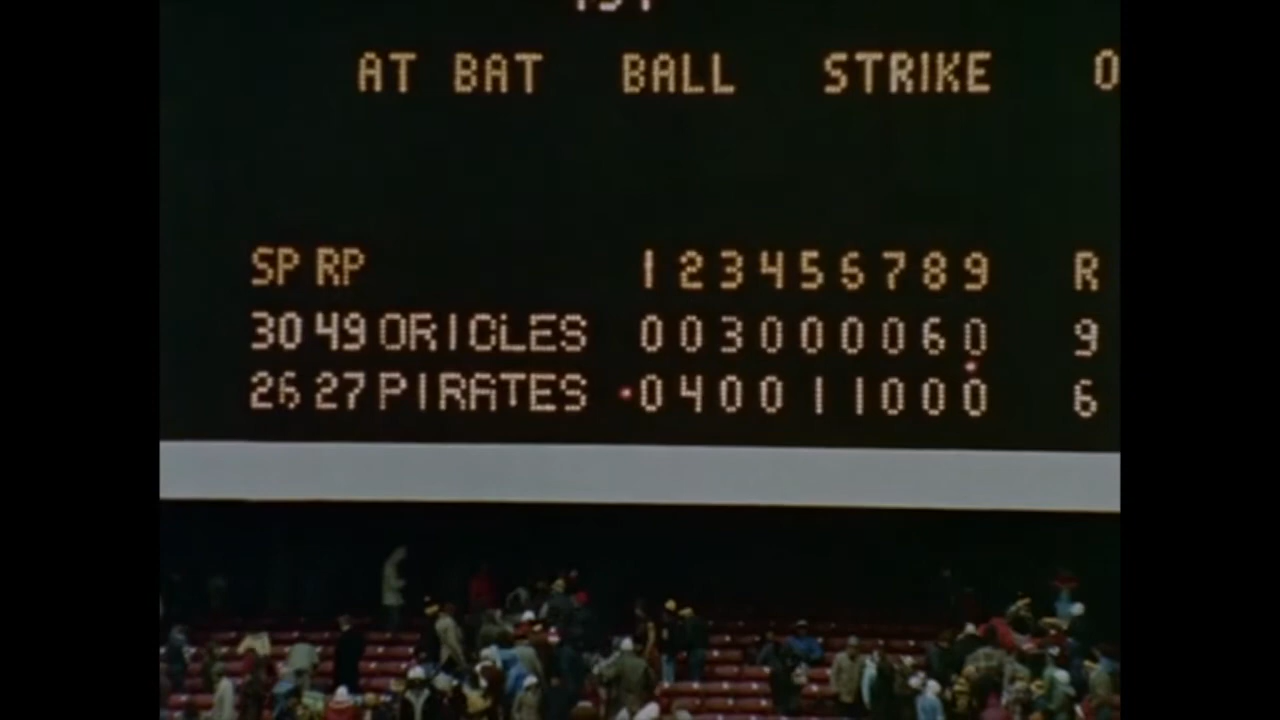 AT BAT BALL STRIKE O
SP RP 1 2 3 4 5 6 7 8 9 R
30 49 ORIOLES 0 0 3 0 0 0 0 6 0 9
26 27 PIRATES 0 4 0 0 1 1 0 0 0 6